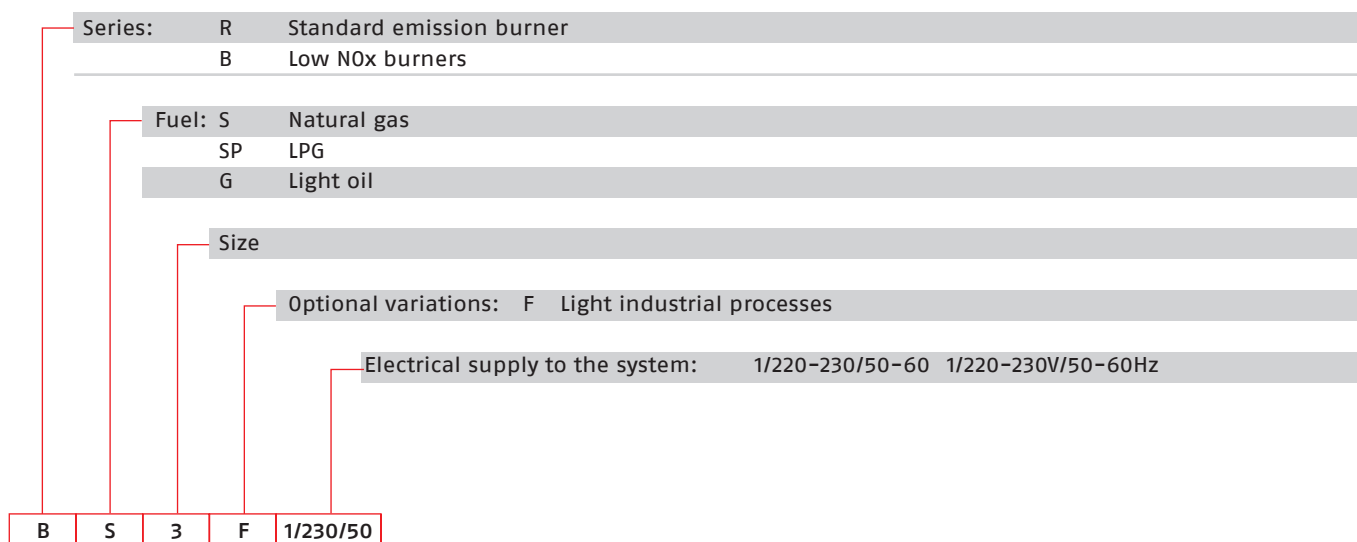 Series: R Standard emission burner
B Low NOx burners
Fuel: S Natural gas
SP LPG
G Light oil
Size
Optional variations: F Light industrial processes
Electrical supply to the system: 1/220-230/50-60 1/220-230V/50-60Hz
B S 3 F 1/230/50